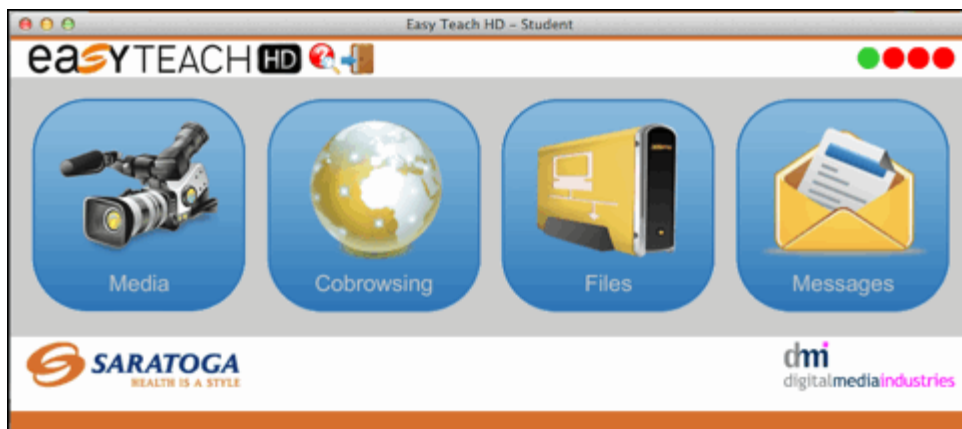 Easy Teach HD – Student
eaSYTEACH HD
Media
Cobrowsing
Files
Messages
SARATOGA
HEALTH IS A STYLE
dmi
digitalmediaindustries